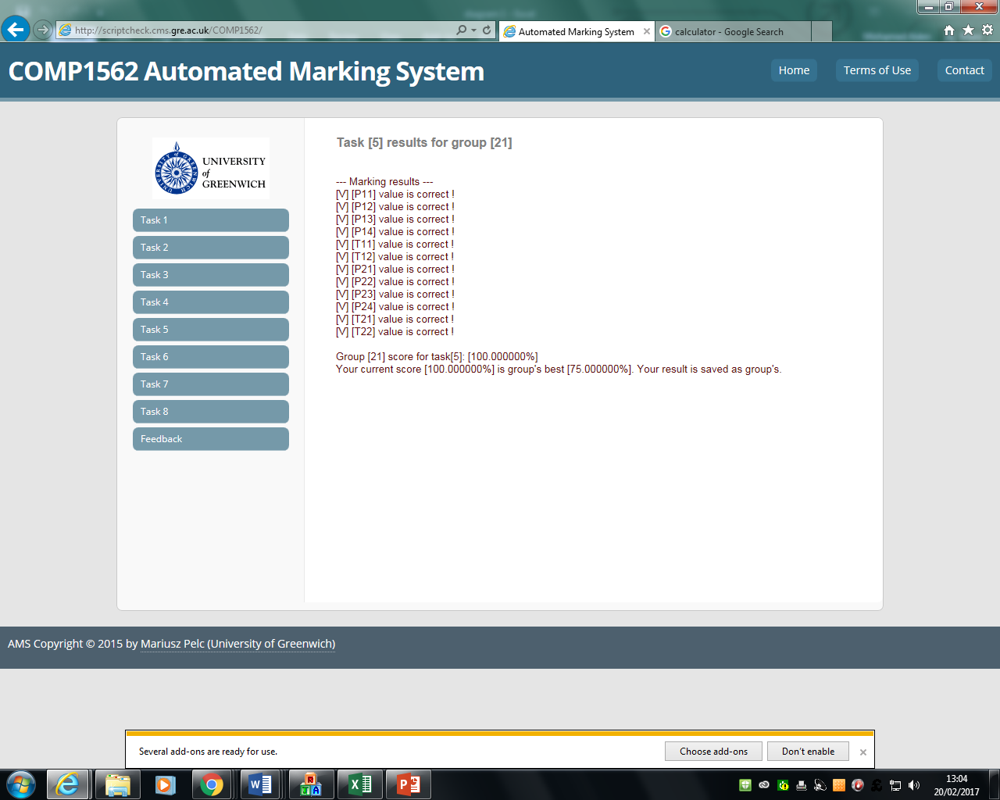 http://scriptcheck.cms.gre.ac.uk/COMP1562/
Automated Marking System
calculator - Google Search
COMP1562 Automated Marking System
Home
Terms of Use
Contact
UNIVERSITY
of
GREENWICH
Task 1
Task 2
Task 3
Task 4
Task 5
Task 6
Task 7
Task 8
Feedback
Task [5] results for group [21]
--- Marking results ---
[V] [P11] value is correct !
[V] [P12] value is correct !
[V] [P13] value is correct !
[V] [P14] value is correct !
[V] [T11] value is correct !
[V] [T12] value is correct !
[V] [P21] value is correct !
[V] [P22] value is correct !
[V] [P23] value is correct !
[V] [P24] value is correct !
[V] [T21] value is correct !
[V] [T22] value is correct !
Group [21] score for task[5]: [100.000000%]
Your current score [100.000000%] is group's best [75.000000%]. Your result is saved as group's.
AMS Copyright © 2015 by Mariusz Pelc (University of Greenwich)
Several add-ons are ready for use.
Choose add-ons
Don't enable
13:04
20/02/2017